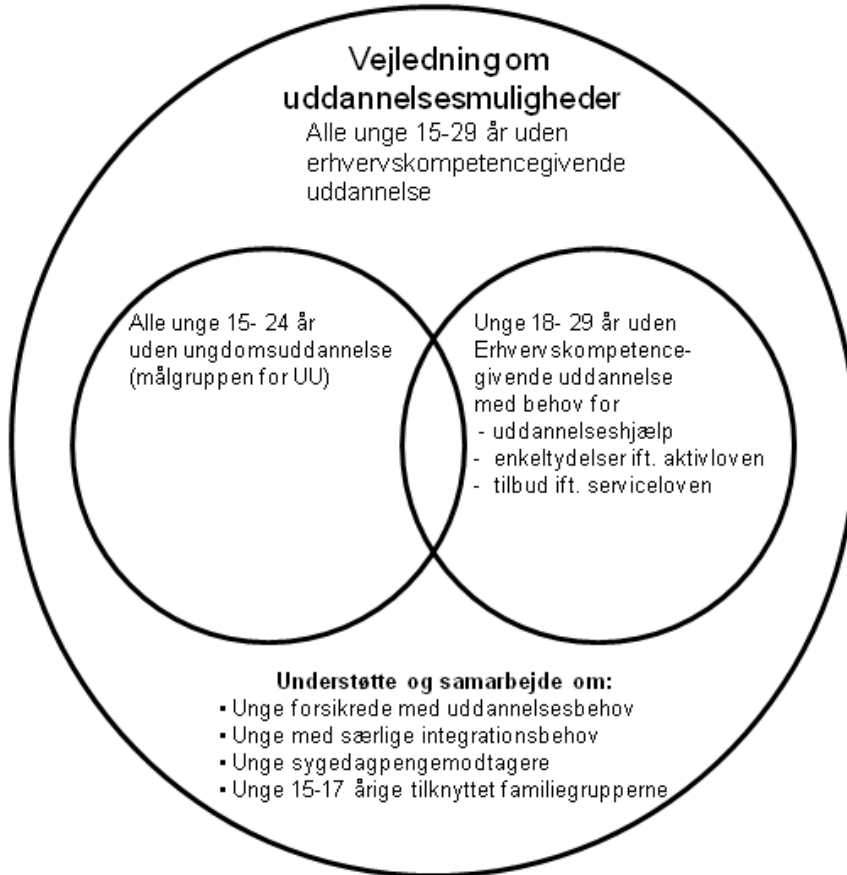 Vejledning om
uddannelsesmuligheder
Alle unge 15-29 år uden
erhvervskompetencegivende
uddannelse
Alle unge 15- 24 år
uden ungdomsuddannelse
(målgruppen for UU)
Unge 18- 29 år uden
Erhvervskompetence-
givende uddannelse
med behov for
- uddannelseshjælp
- enkeltydelser ift. aktivloven
- tilbud ift. serviceloven
Understøtte og samarbejde om:
▪ Unge forsikrede med uddannelsesbehov
▪ Unge med særlige integrationsbehov
▪ Unge sygedagpengemodtagere
▪ Unge 15-17 årige tilknyttet familiegrupperne